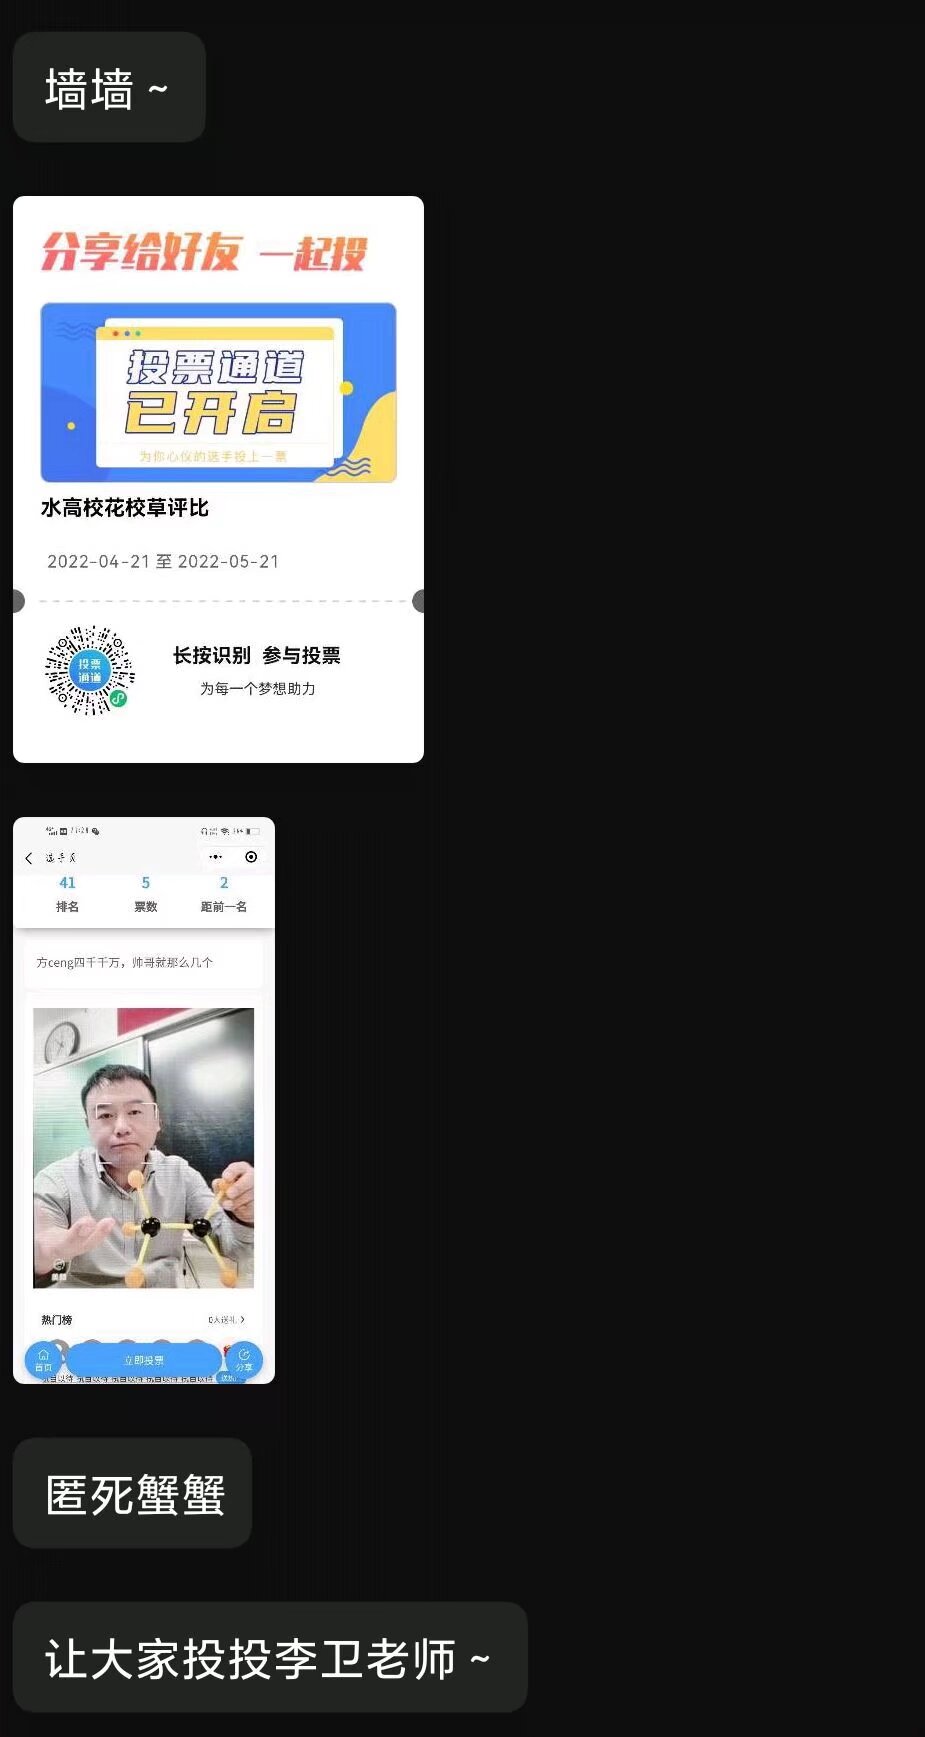 墙墙~
分享给好友 一起投
投票通道
已开启
为你心仪的选手投上一票
水高校花校草评比
2022-04-21 至 2022-05-21
投票
通道
长按识别 参与投票
为每一个梦想助力
41 5 2
排名 票数 距前一名
方ceng四千千万，帅哥就那么几个
热门榜 0人送礼
首页 立即投票 分享
匿死蟹蟹
让大家投投李卫老师~